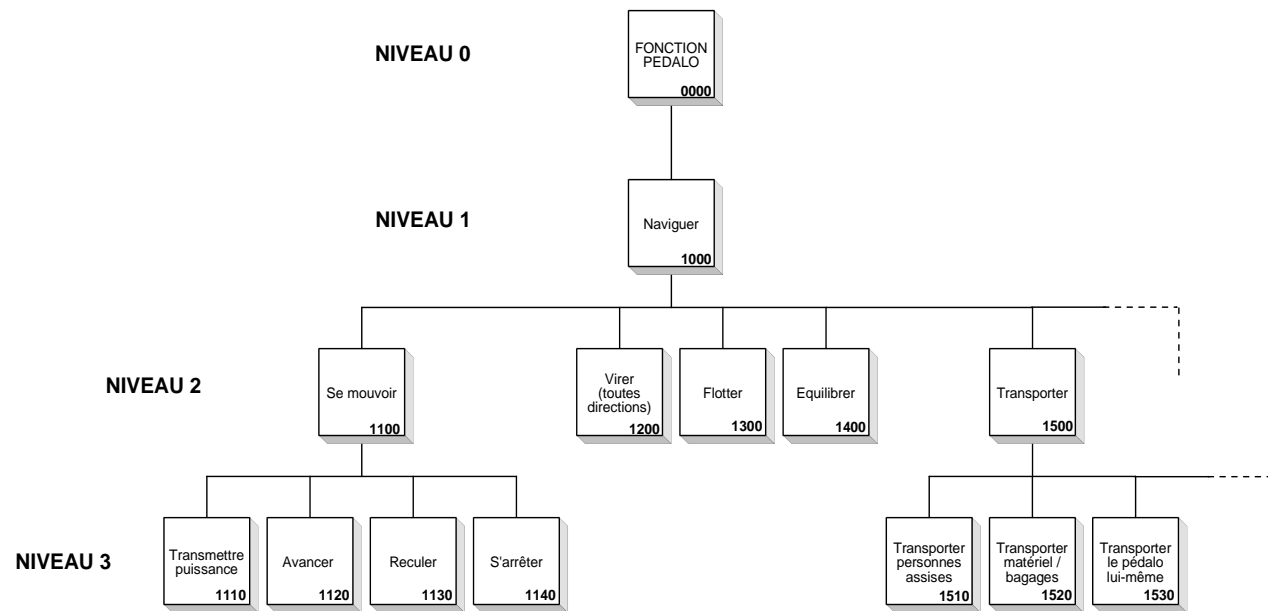 NIVEAU 0
FONCTION
PEDALO
0000
NIVEAU 1
Naviguer
1000
NIVEAU 2
Se mouvoir
1100
Virer
(toutes
directions)
1200
Flotter
1300
Equilibrer
1400
Transporter
1500
NIVEAU 3
Transmettre
puissance
1110
Avancer
1120
Reculer
1130
S'arrêter
1140
Transporter
personnes
assises
1510
Transporter
matériel /
bagages
1520
Transporter
le pédalo
lui-même
1530